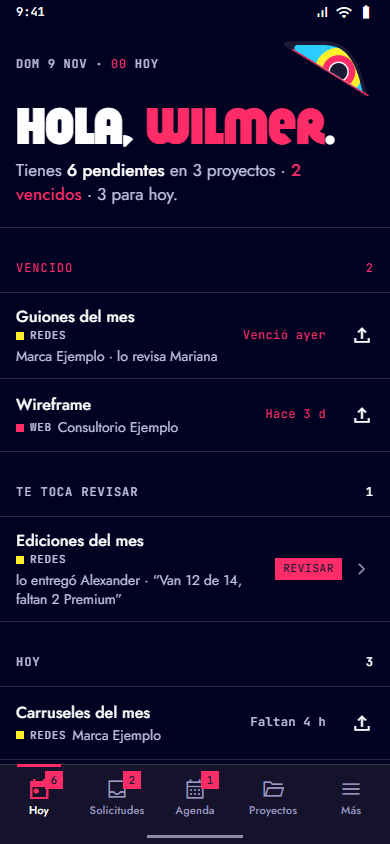 9:41
DOM 9 NOV · 00 HOY
HOLA, WILMER.
Tienes 6 pendientes en 3 proyectos · 2
vencidos · 3 para hoy.
VENCIDO 2
Guiones del mes
REDES
Venció ayer
Marca Ejemplo · lo revisa Mariana
Wireframe
Hace 3 d
WEB Consultorio Ejemplo
TE TOCA REVISAR 1
Ediciones del mes
REDES
REVISAR
lo entregó Alexander · “Van 12 de 14,
faltan 2 Premium”
HOY 3
Carruseles del mes
Faltan 4 h
REDES Marca Ejemplo
6 2 1
Hoy Solicitudes Agenda Proyectos Más